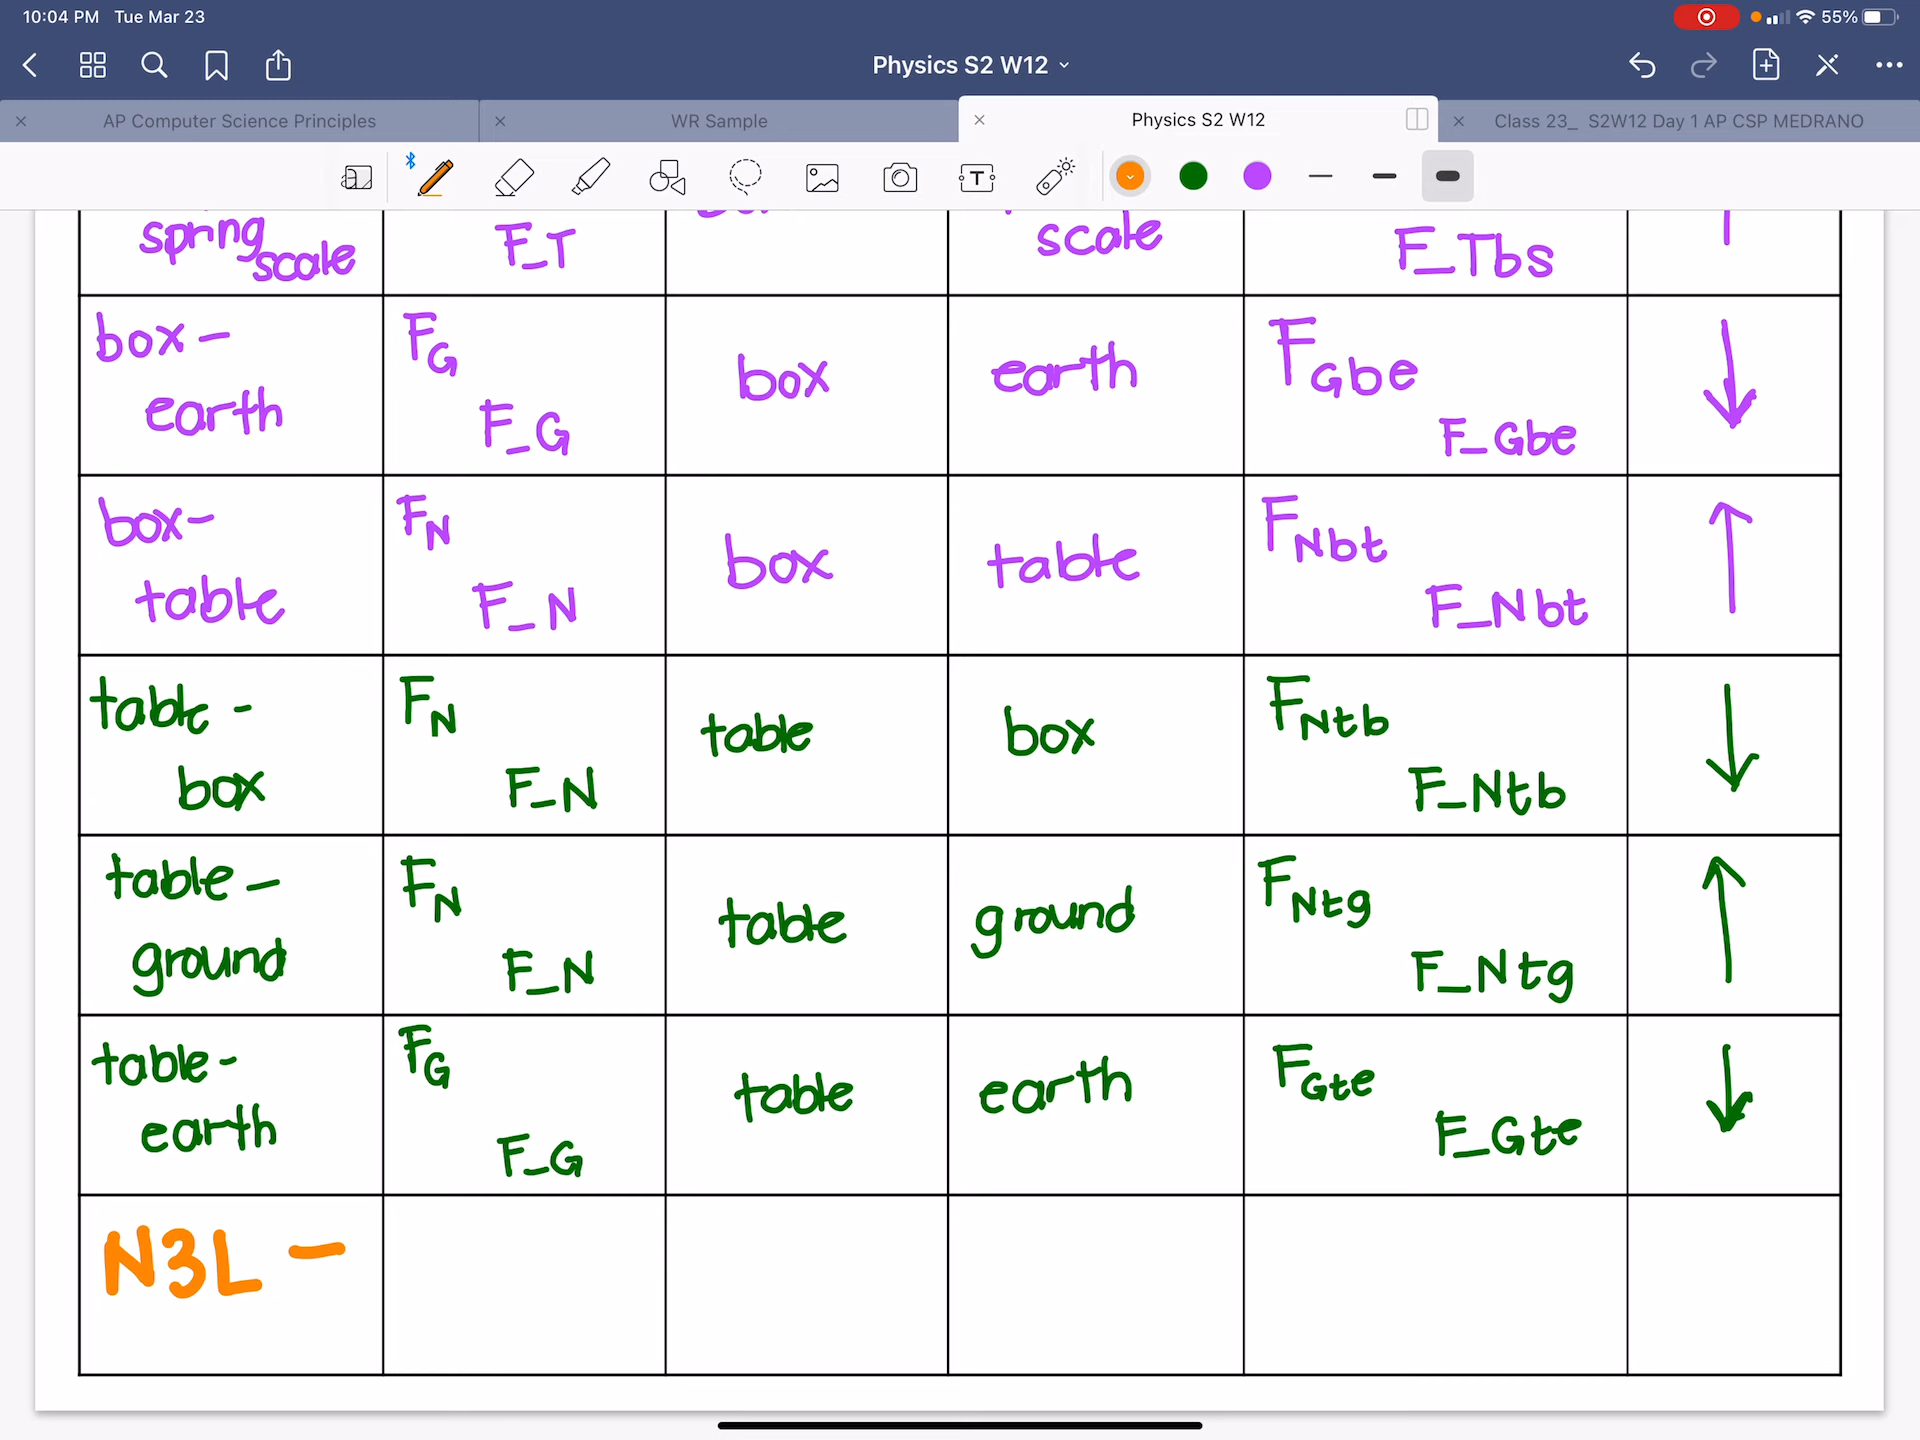 10:04 PM Tue Mar 23
55%
Physics S2 W12
AP Computer Science Principles
WR Sample
Physics S2 W12
Class 23_ S2W12 Day 1 AP CSP MEDRANO
spring
scale
F_T
scale
F_Tbs
box-
earth
FG
F_G
box
earth
FGbe
F_Gbe
box-
table
FN
F_N
box
table
FNbt
F_Nbt
table-
box
FN
F_N
table
box
FNtb
F_Ntb
table-
ground
FN
F_N
table
ground
FNtg
F_Ntg
table-
earth
FG
F_G
table
earth
FGte
F_Gte
N3L -